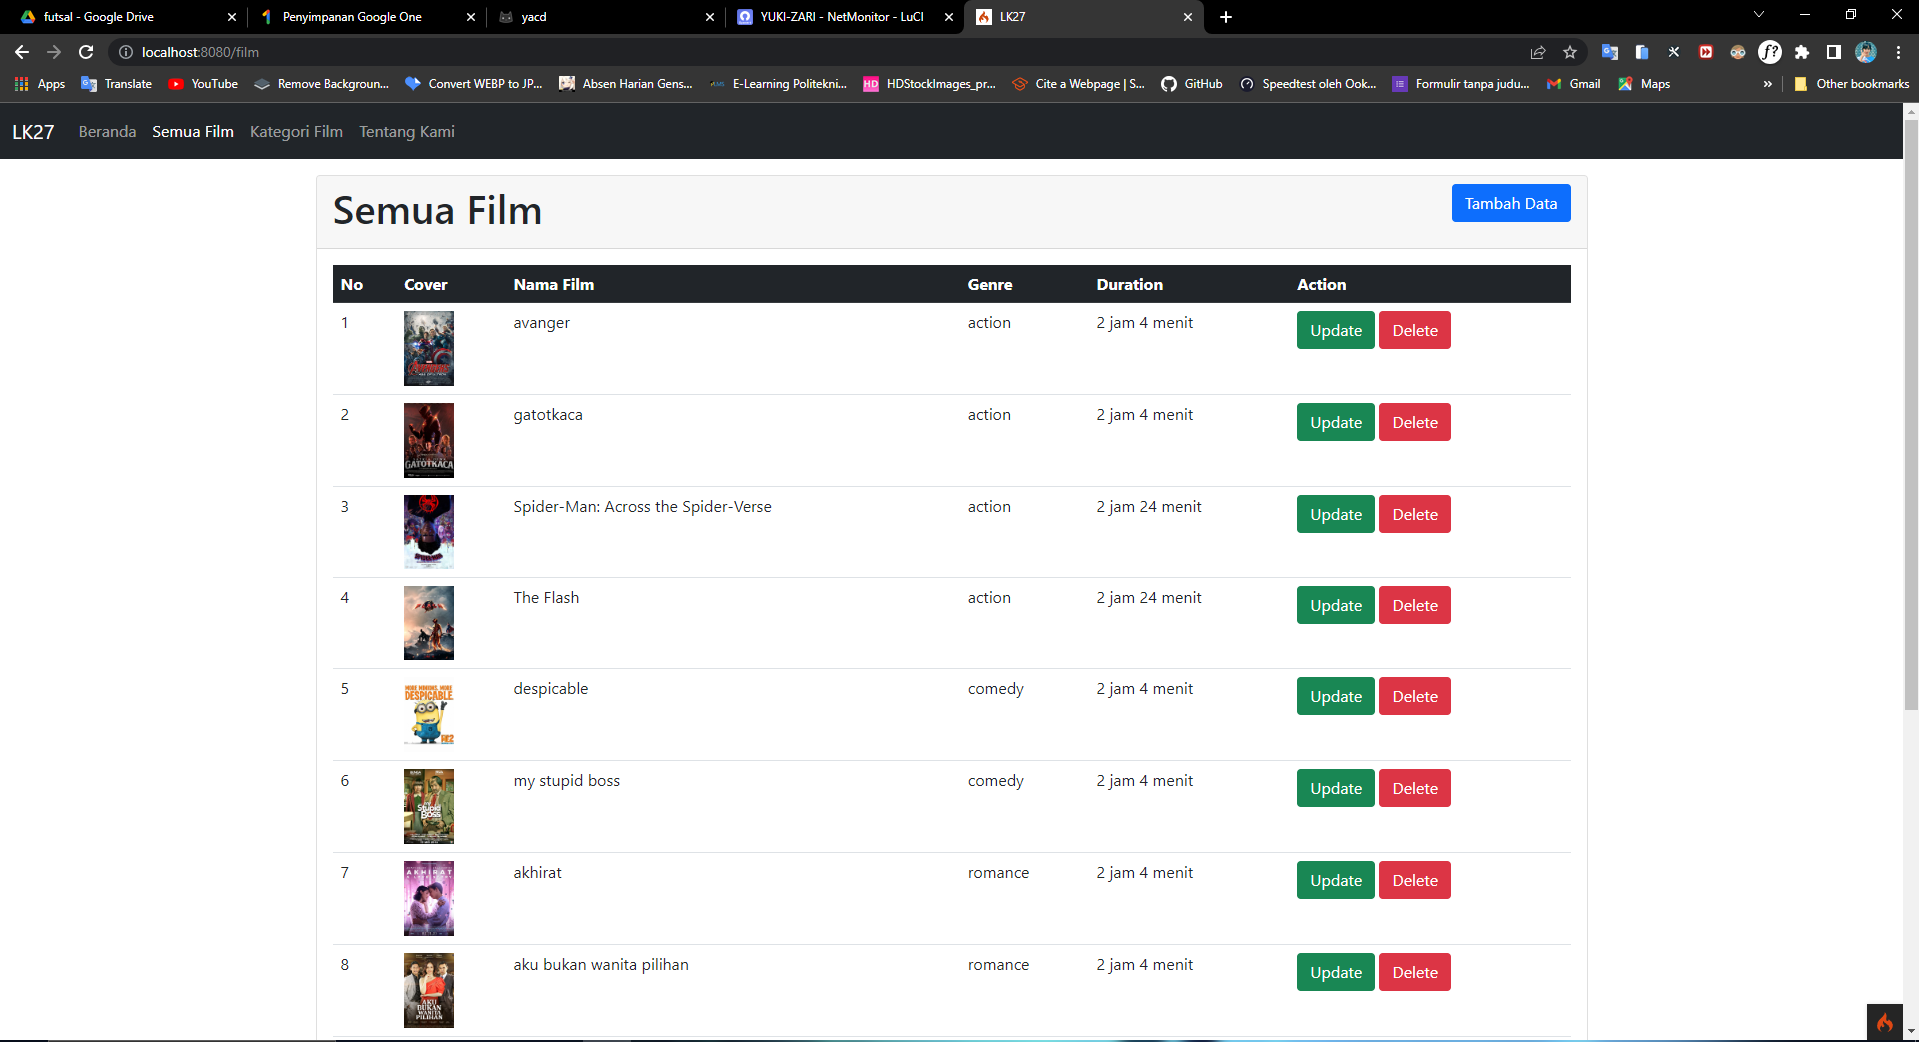 futsal - Google Drive
Penyimpanan Google One
yacd
YUKI-ZARI - NetMonitor - LuCI
LK27
localhost:8080/film
Apps
Translate
YouTube
Remove Backgroun...
Convert WEBP to JP...
Absen Harian Gens...
E-Learning Politekni...
HDStockImages_pr...
Cite a Webpage | S...
GitHub
Speedtest oleh Ook...
Formulir tanpa judu...
Gmail
Maps
»
Other bookmarks
LK27 Beranda Semua Film Kategori Film Tentang Kami
Semua Film
Tambah Data
No Cover Nama Film Genre Duration Action
1 avanger action 2 jam 4 menit Update Delete
2 gatotkaca action 2 jam 4 menit Update Delete
GATOTKACA
3 Spider-Man: Across the Spider-Verse action 2 jam 24 menit Update Delete
4 The Flash action 2 jam 24 menit Update Delete
5 despicable comedy 2 jam 4 menit Update Delete
MORE MINIONS. MORE
DESPICABLE.
6 my stupid boss comedy 2 jam 4 menit Update Delete
Stupid
Boss
7 akhirat romance 2 jam 4 menit Update Delete
AKHIRAT
8 aku bukan wanita pilihan romance 2 jam 4 menit Update Delete
AKU
BUKAN
WANITA
PILIHAN